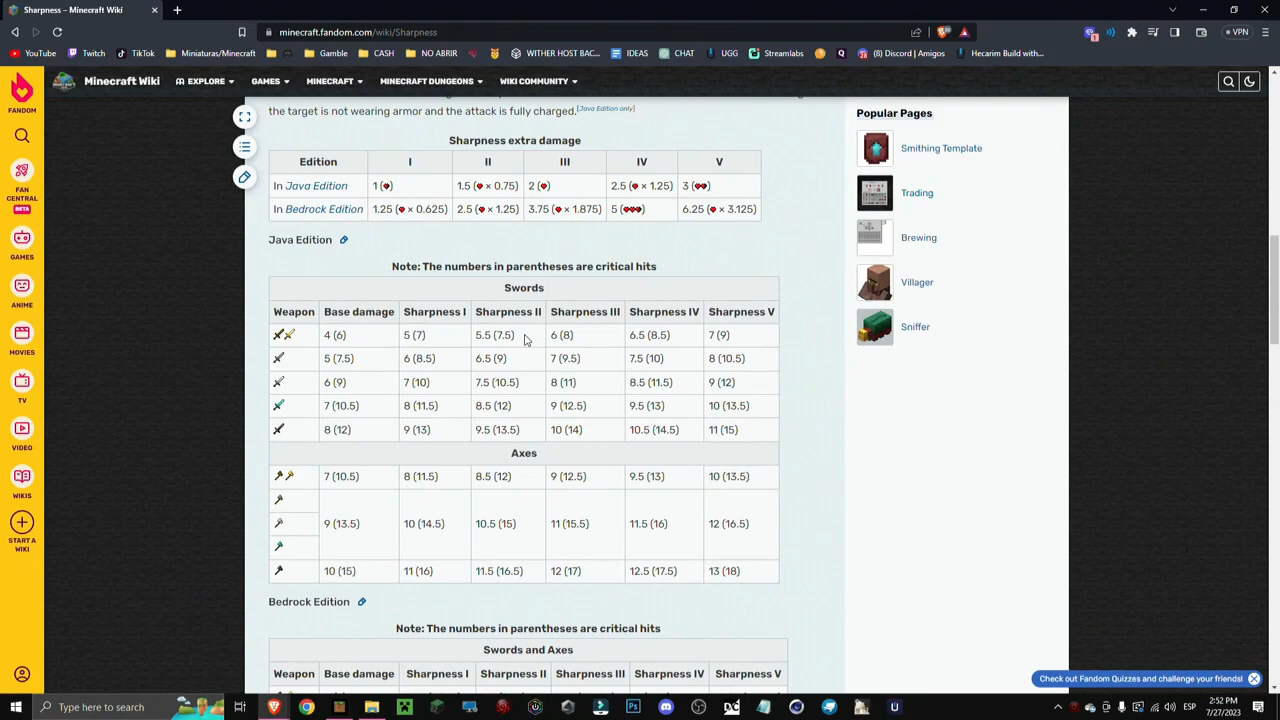 Sharpness – Minecraft Wiki
minecraft.fandom.com/wiki/Sharpness
VPN
YouTube Twitch TikTok Miniaturas/Minecraft Gamble CASH NO ABRIR WITHER HOST BAC... IDEAS CHAT UGG Streamlabs (8) Discord | Amigos Hecarim Build with...
Minecraft Wiki EXPLORE GAMES MINECRAFT MINECRAFT DUNGEONS WIKI COMMUNITY
FANDOM
FAN CENTRAL
BETA
GAMES
ANIME
MOVIES
TV
VIDEO
WIKIS
START A WIKI
the target is not wearing armor and the attack is fully charged.[Java Edition only]
Sharpness extra damage
Edition I II III IV V
In Java Edition 1 ( ) 1.5 ( × 0.75) 2 ( ) 2.5 ( × 1.25) 3 ( )
In Bedrock Edition 1.25 ( × 0.625) 2.5 ( × 1.25) 3.75 ( × 1.875) 5 ( ) 6.25 ( × 3.125)
Java Edition
Note: The numbers in parentheses are critical hits
Swords
Weapon Base damage Sharpness I Sharpness II Sharpness III Sharpness IV Sharpness V
4 (6) 5 (7) 5.5 (7.5) 6 (8) 6.5 (8.5) 7 (9)
5 (7.5) 6 (8.5) 6.5 (9) 7 (9.5) 7.5 (10) 8 (10.5)
6 (9) 7 (10) 7.5 (10.5) 8 (11) 8.5 (11.5) 9 (12)
7 (10.5) 8 (11.5) 8.5 (12) 9 (12.5) 9.5 (13) 10 (13.5)
8 (12) 9 (13) 9.5 (13.5) 10 (14) 10.5 (14.5) 11 (15)
Axes
7 (10.5) 8 (11.5) 8.5 (12) 9 (12.5) 9.5 (13) 10 (13.5)
9 (13.5) 10 (14.5) 10.5 (15) 11 (15.5) 11.5 (16) 12 (16.5)
10 (15) 11 (16) 11.5 (16.5) 12 (17) 12.5 (17.5) 13 (18)
Bedrock Edition
Note: The numbers in parentheses are critical hits
Swords and Axes
Weapon Base damage Sharpness I Sharpness II Sharpness III Sharpness IV Sharpness V
Popular Pages
Smithing Template
Trading
Brewing
Villager
Sniffer
Check out Fandom Quizzes and challenge your friends!
Type here to search
ESP
2:52 PM
7/27/2023